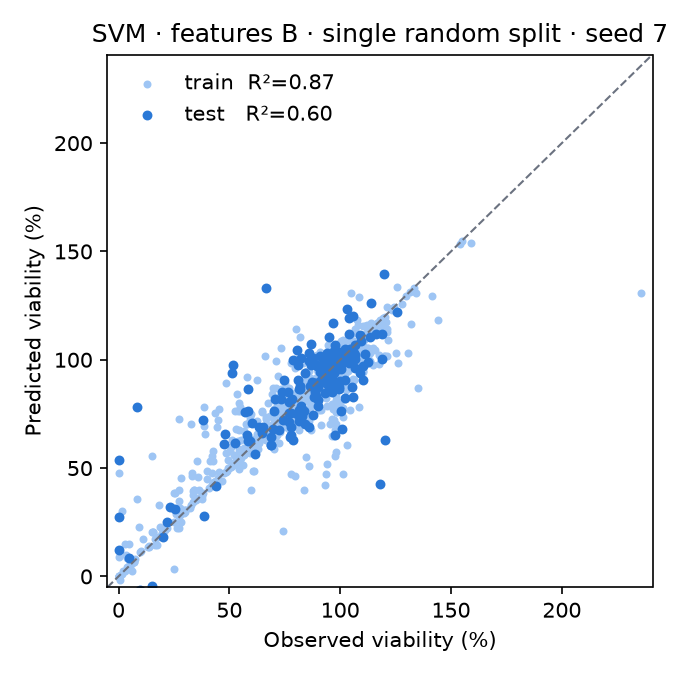 SVM · features B · single random split · seed 7
train R²=0.87
test R²=0.60
200
150
100
50
0
Predicted viability (%)
0 50 100 150 200
Observed viability (%)